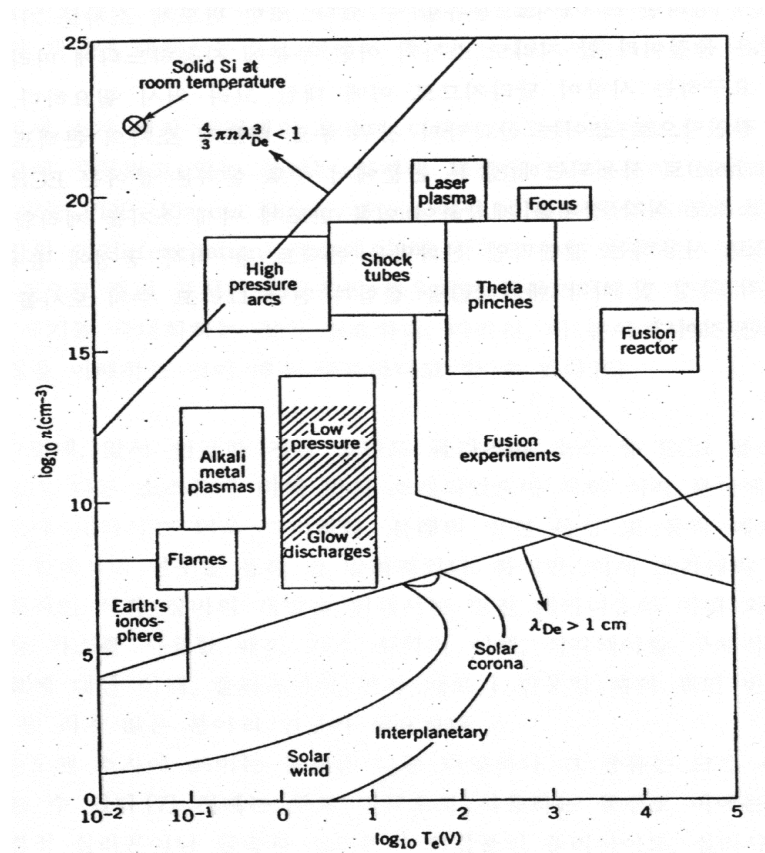 25
Solid Si at
room temperature
4/3 πnλ³De < 1
20
Laser
plasma
Focus
High
pressure
arcs
Shock
tubes
Theta
pinches
Fusion
reactor
15
log₁₀ n(cm⁻³)
Alkali
metal
plasmas
Low
pressure
Fusion
experiments
10
Flames
Glow
discharges
Earth's
iono-
sphere
λDe > 1 cm
5
Solar
corona
Interplanetary
Solar
wind
0
10⁻² 10⁻¹ 0 1 2 3 4 5
log₁₀ Tₑ(V)